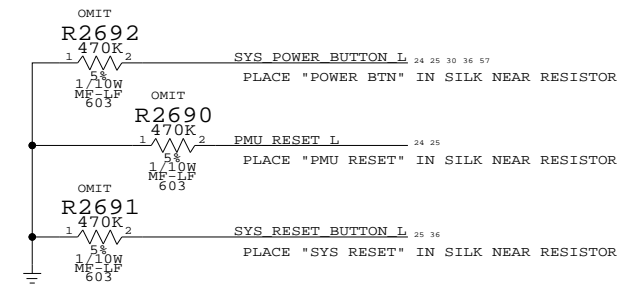 OMIT
R2692
470K
1 2
SYS_POWER_BUTTON_L 24 25 30 36 57
5%
1/10W
MF-LF
603
PLACE "POWER BTN" IN SILK NEAR RESISTOR
OMIT
R2690
470K
1 2
PMU_RESET_L 24 25
5%
1/10W
MF-LF
603
PLACE "PMU RESET" IN SILK NEAR RESISTOR
OMIT
R2691
470K
1 2
SYS_RESET_BUTTON_L 25 36
5%
1/10W
MF-LF
603
PLACE "SYS RESET" IN SILK NEAR RESISTOR